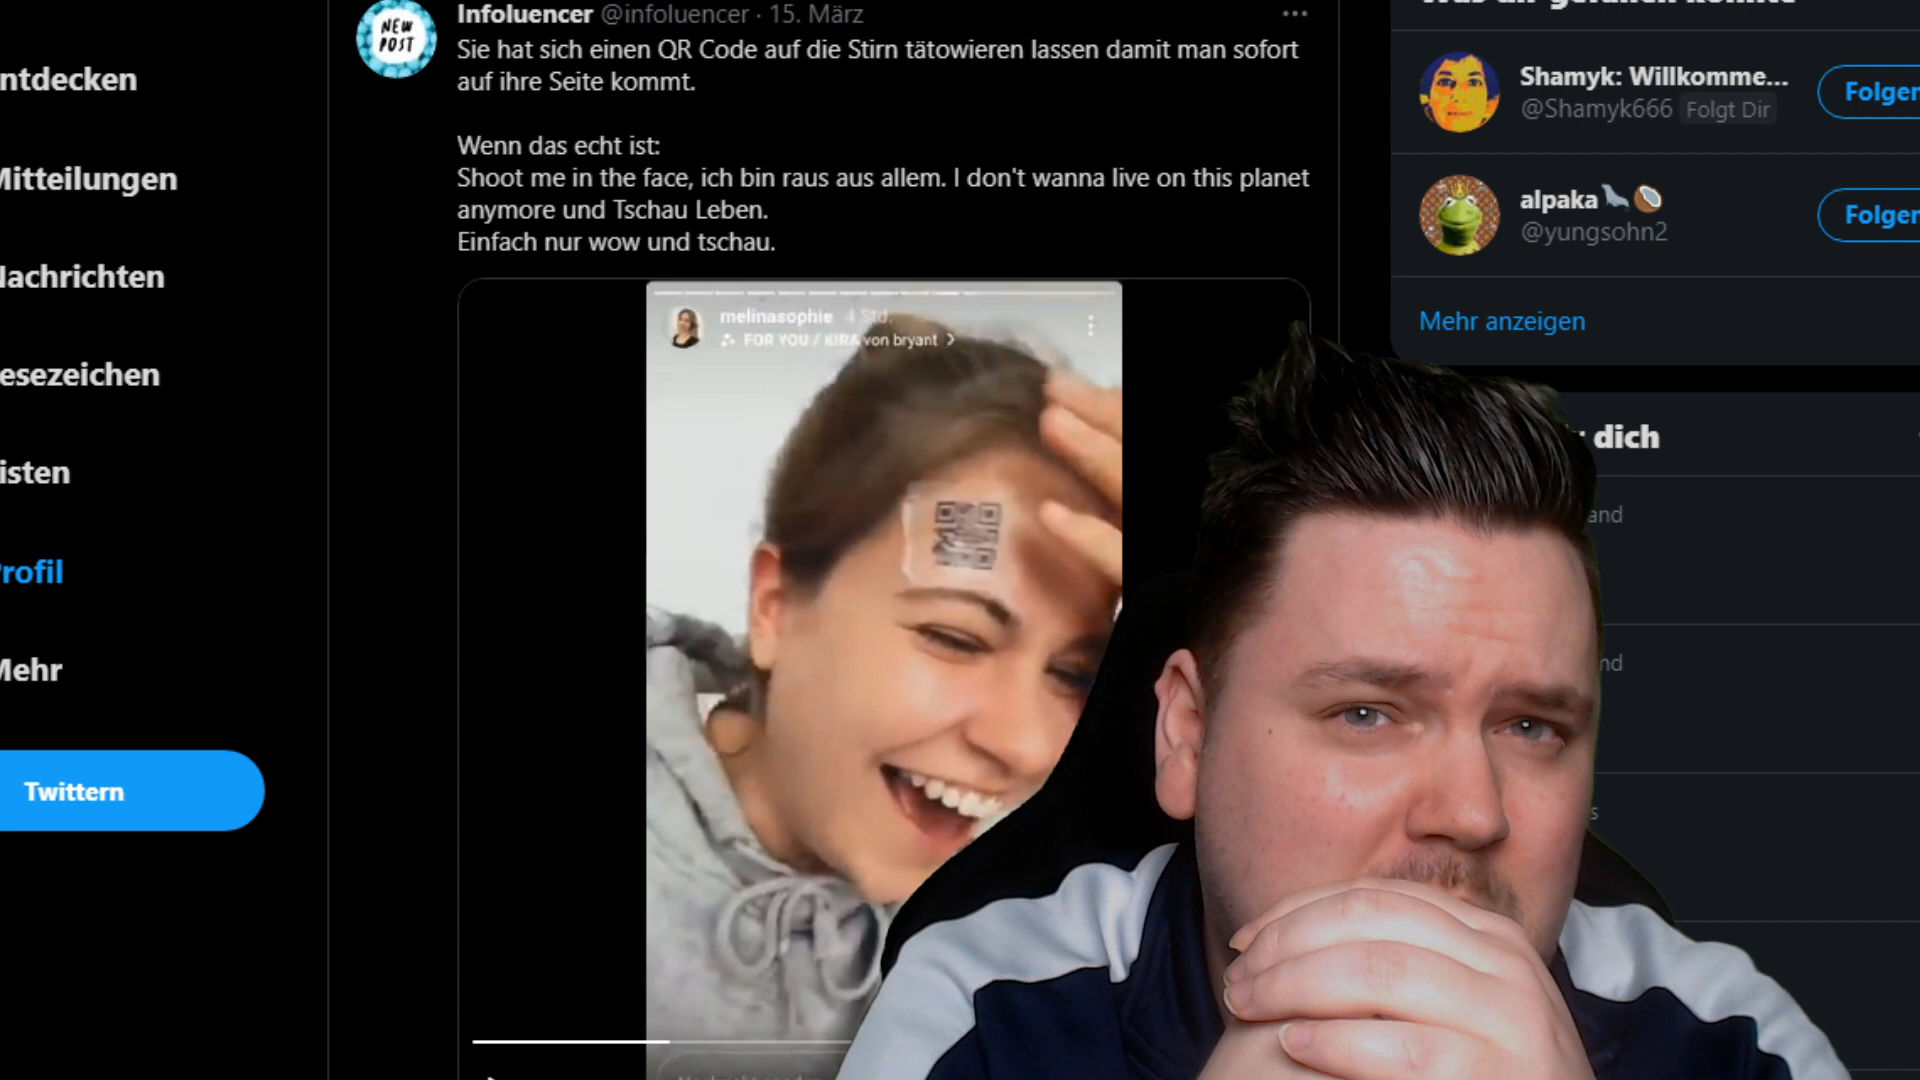 ntdecken
Mitteilungen
Nachrichten
esezeichen
isten
Profil
Mehr
Twittern
NEW
POST
Infoluencer @infoluencer · 15. März
Sie hat sich einen QR Code auf die Stirn tätowieren lassen damit man sofort
auf ihre Seite kommt.
Wenn das echt ist:
Shoot me in the face, ich bin raus aus allem. I don't wanna live on this planet
anymore und Tschau Leben.
Einfach nur wow und tschau.
melinasophie 4 Std.
FOR YOU / KIRA von bryant >
Shamyk: Willkomme...
@Shamyk666 Folgt Dir
Folgen
alpaka
@yungsohn2
Folgen
Mehr anzeigen
dich
and
nd
s